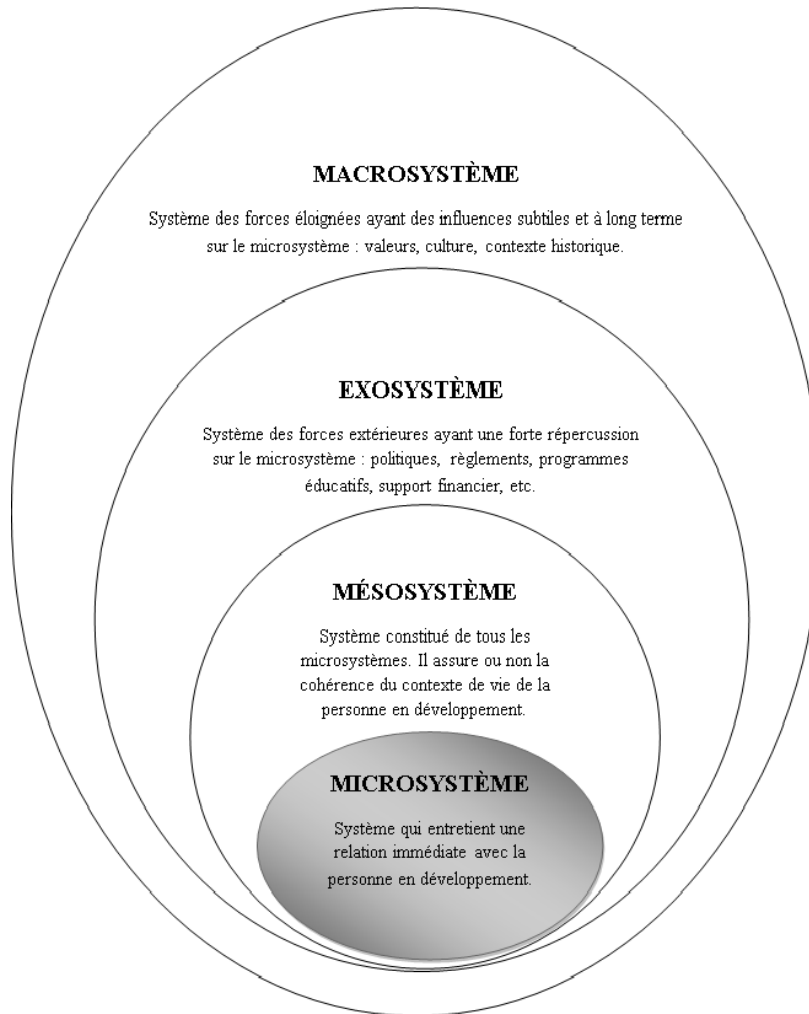 MACROSYSTÈME
Système des forces éloignées ayant des influences subtiles et à long terme
sur le microsystème : valeurs, culture, contexte historique.
EXOSYSTÈME
Système des forces extérieures ayant une forte répercussion
sur le microsystème : politiques, règlements, programmes
éducatifs, support financier, etc.
MÉSOSYSTÈME
Système constitué de tous les
microsystèmes. Il assure ou non la
cohérence du contexte de vie de la
personne en développement.
MICROSYSTÈME
Système qui entretient une
relation immédiate avec la
personne en développement.